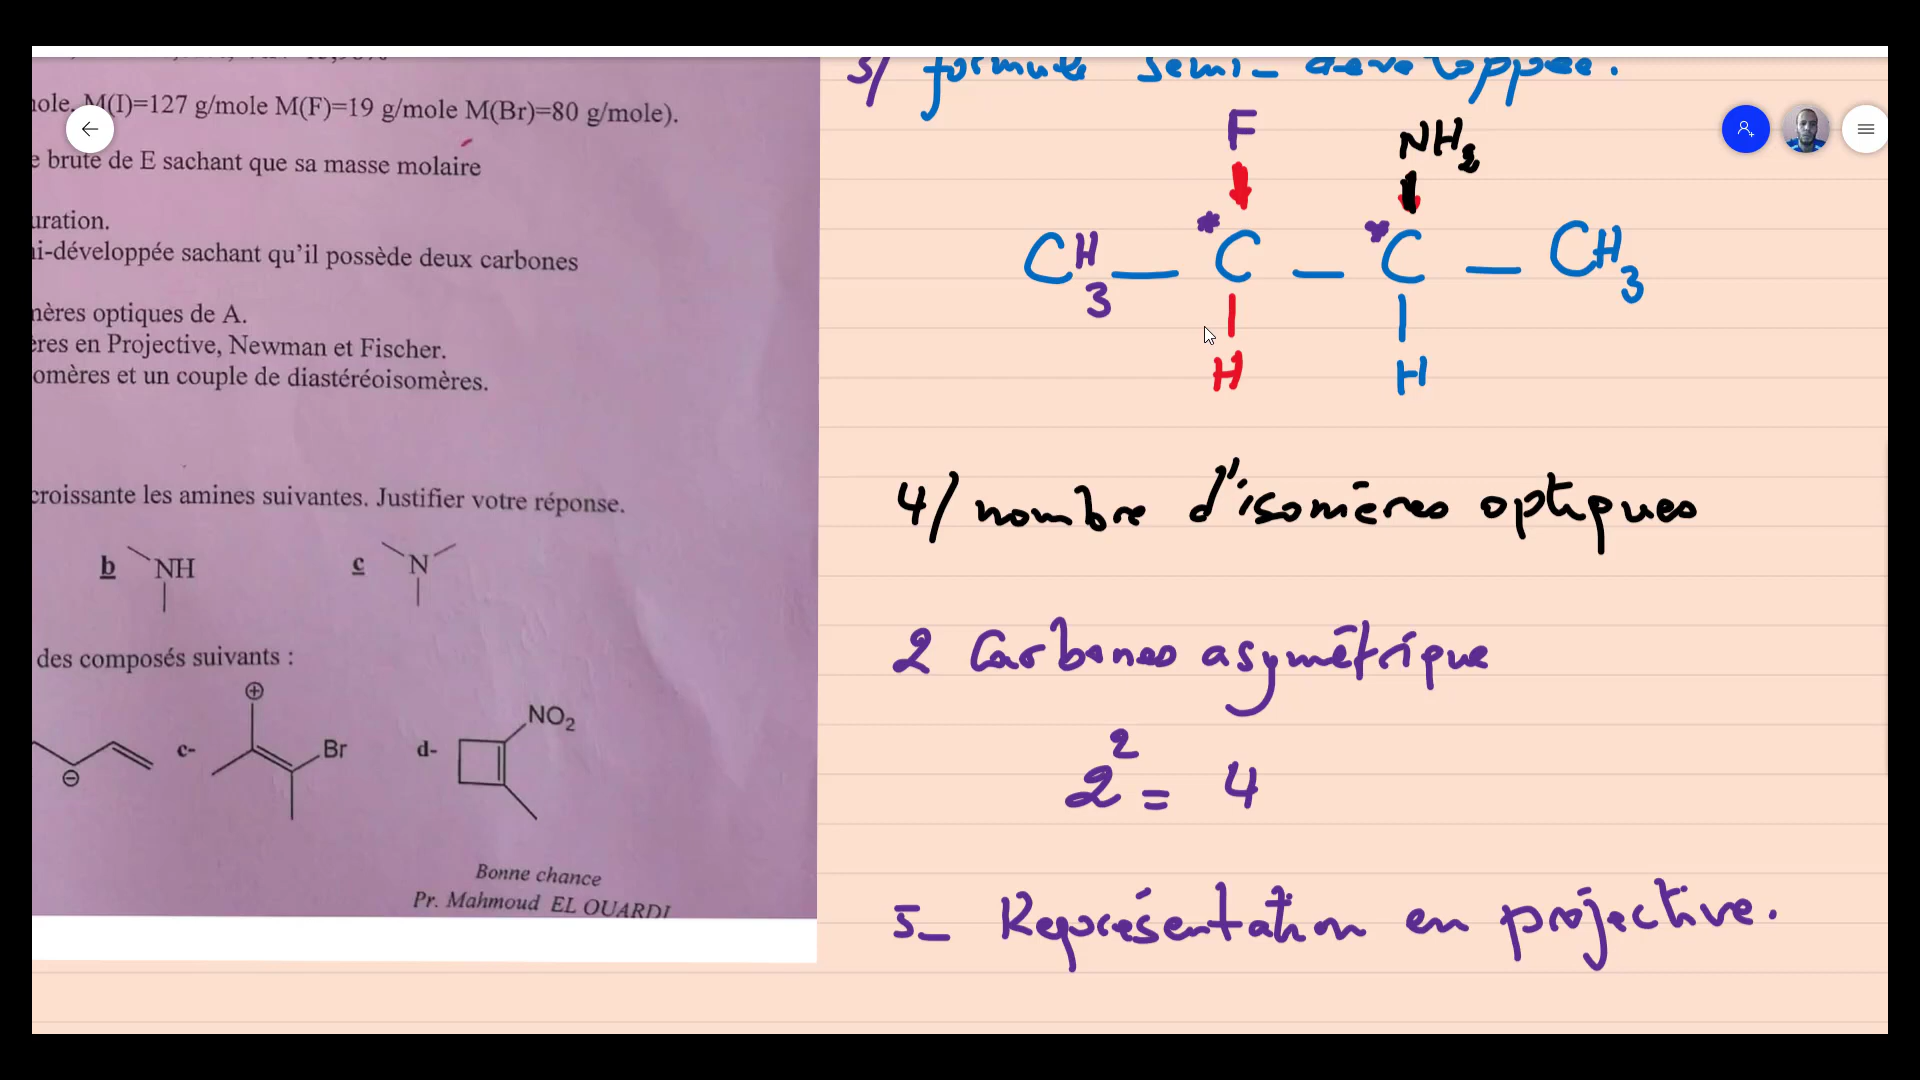 ole. M(I)=127 g/mole M(F)=19 g/mole M(Br)=80 g/mole).
e brute de E sachant que sa masse molaire
uration.
i-développée sachant qu'il possède deux carbones
mères optiques de A.
ères en Projective, Newman et Fischer.
omères et un couple de diastéréoisomères.
croissante les amines suivantes. Justifier votre réponse.
b NH c N
des composés suivants :
⊕
⊖ c- Br d- NO2
Bonne chance
Pr. Mahmoud EL OUARDI
3/ formule semi-développée.
F NH2
* *
CH3 — C — C — CH3
H H
4/ nombre d'isomères optiques
2 Carbones asymétrique
2² = 4
5_ Représentation en projective.